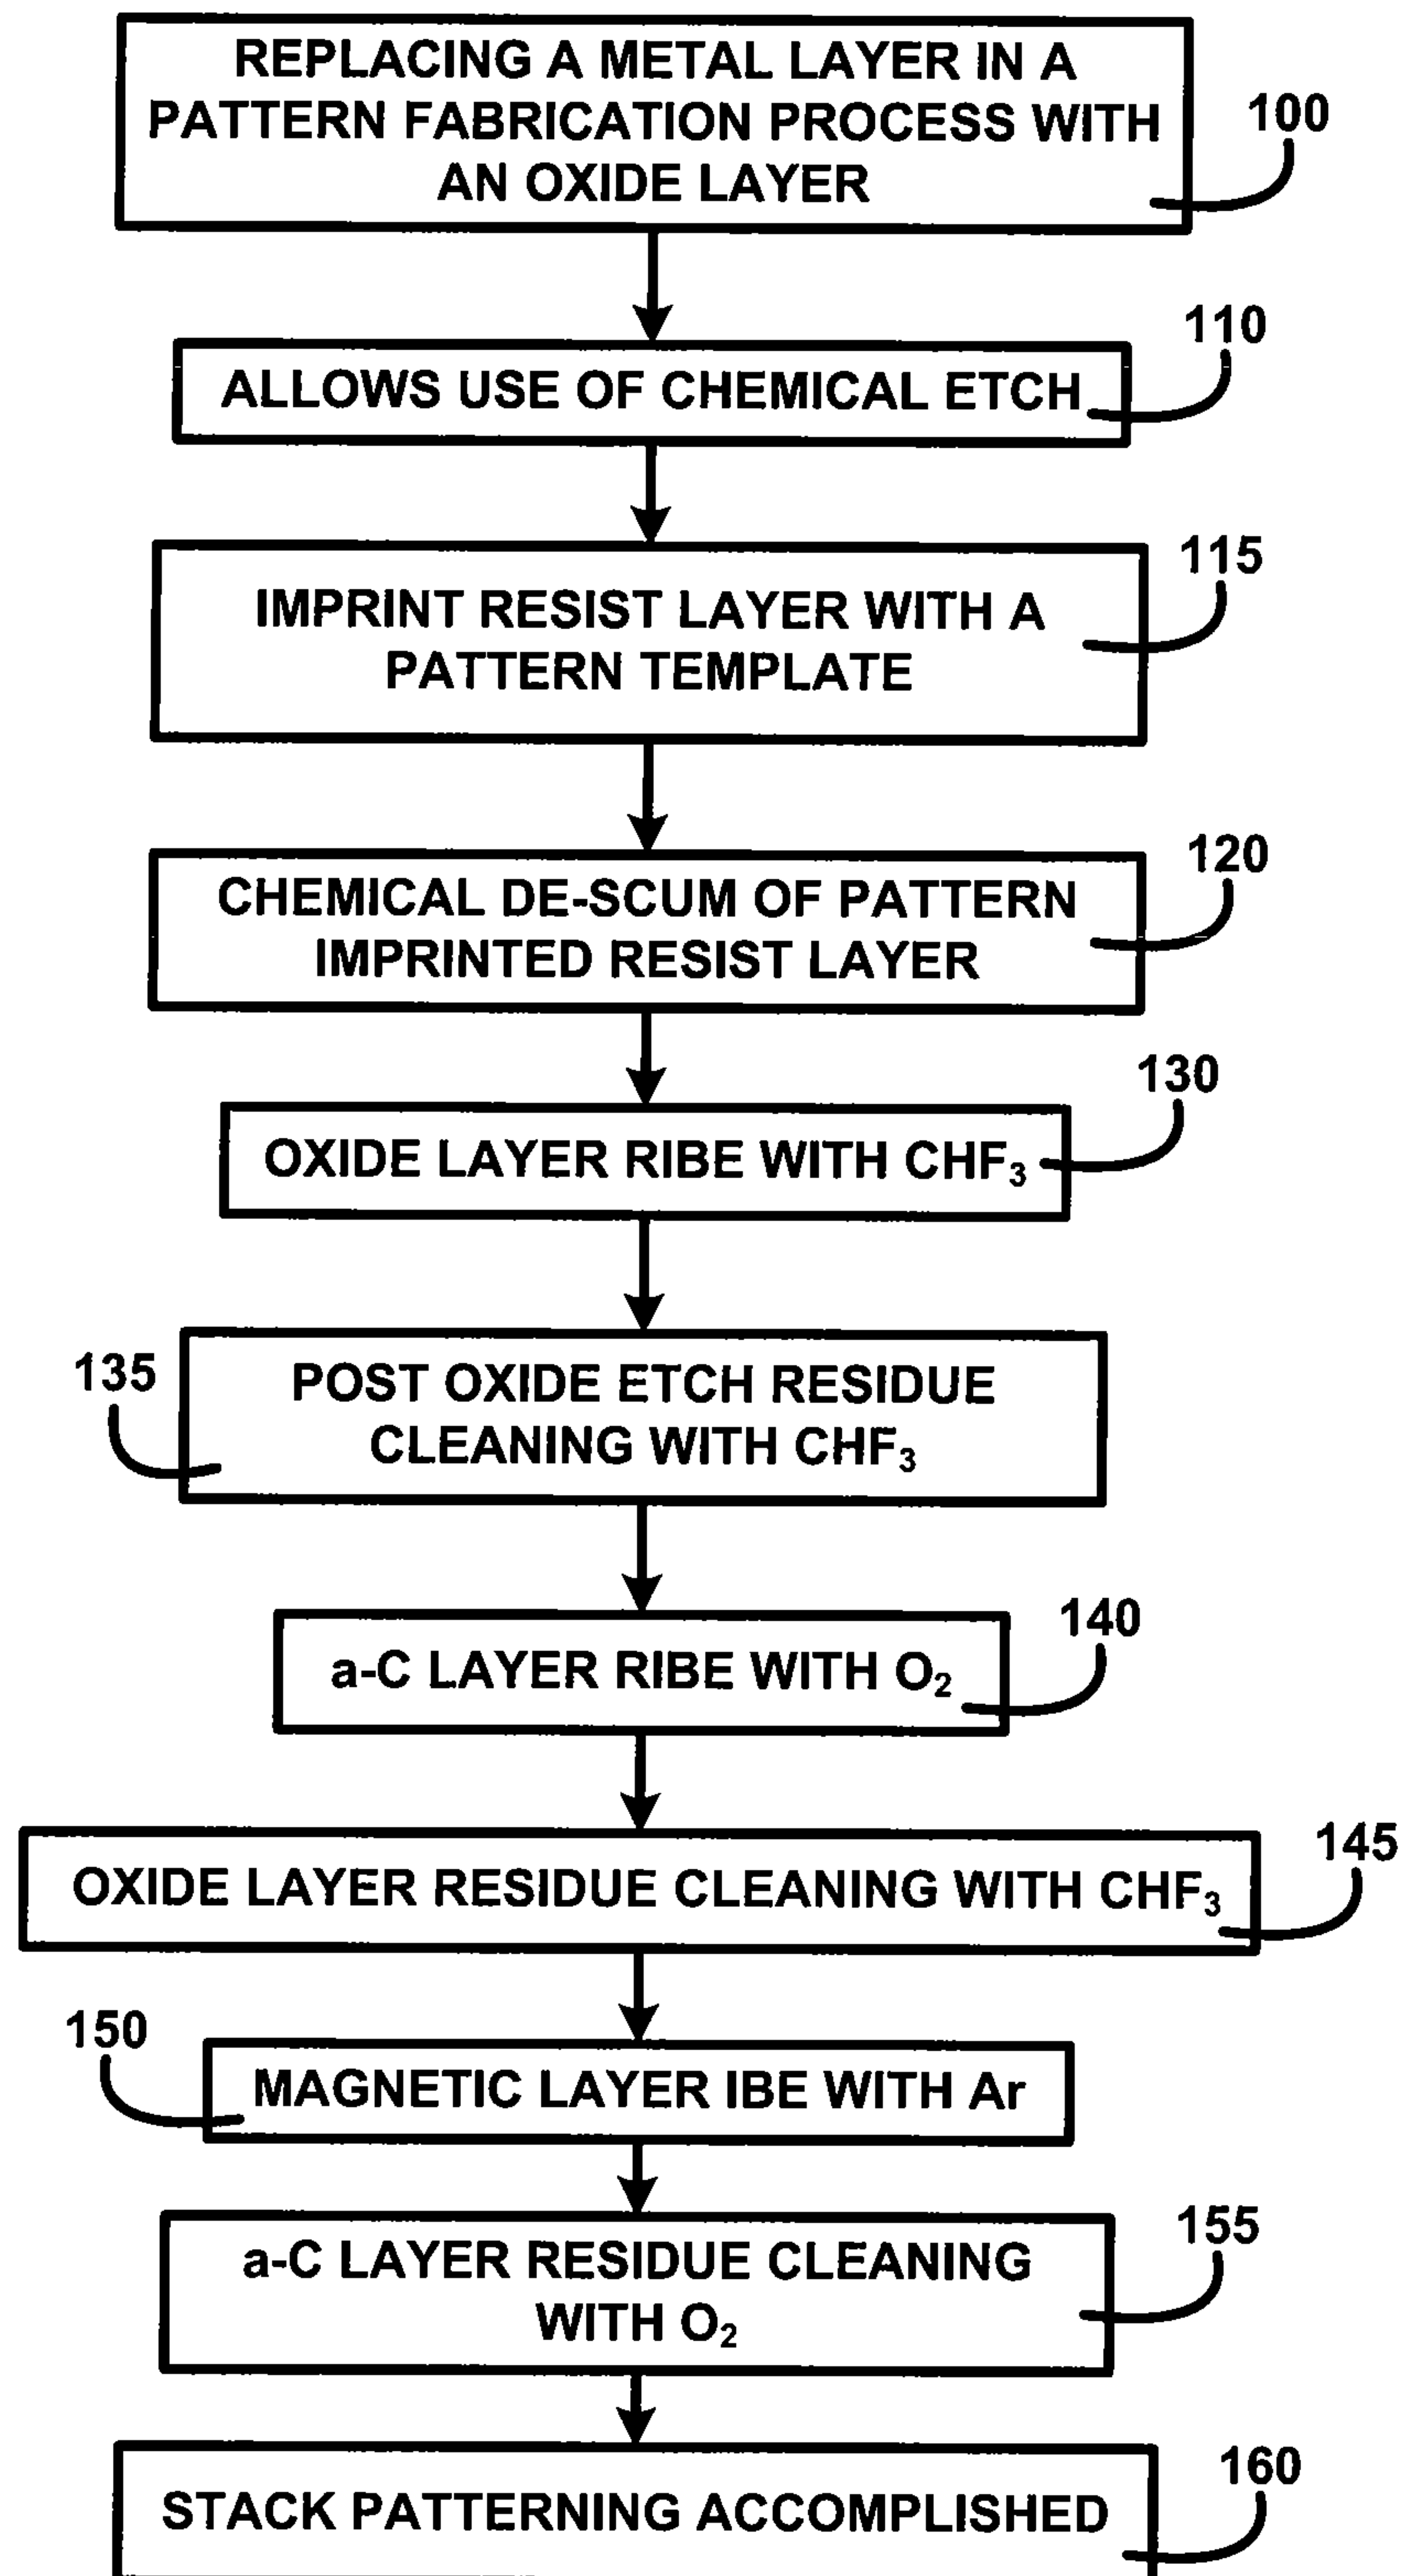 REPLACING A METAL LAYER IN A
PATTERN FABRICATION PROCESS WITH
AN OXIDE LAYER
100
ALLOWS USE OF CHEMICAL ETCH
110
IMPRINT RESIST LAYER WITH A
PATTERN TEMPLATE
115
CHEMICAL DE-SCUM OF PATTERN
IMPRINTED RESIST LAYER
120
OXIDE LAYER RIBE WITH CHF₃
130
135
POST OXIDE ETCH RESIDUE
CLEANING WITH CHF₃
a-C LAYER RIBE WITH O₂
140
OXIDE LAYER RESIDUE CLEANING WITH CHF₃
145
150
MAGNETIC LAYER IBE WITH Ar
a-C LAYER RESIDUE CLEANING
WITH O₂
155
STACK PATTERNING ACCOMPLISHED
160